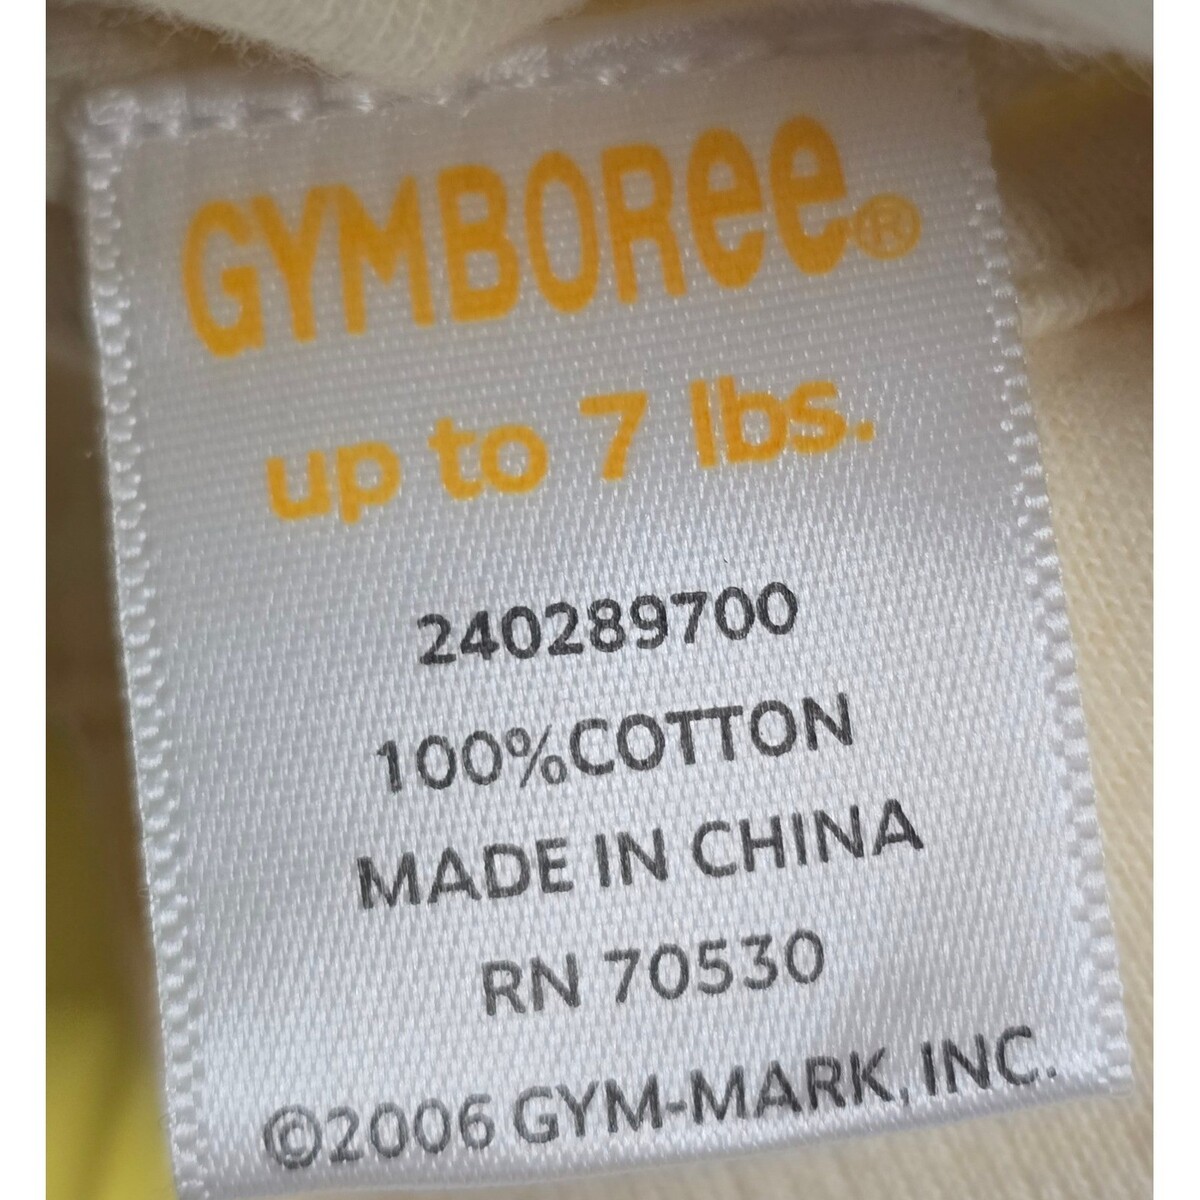 GYMBOREE®
up to 7 lbs.
240289700
100%COTTON
MADE IN CHINA
RN 70530
©2006 GYM-MARK, INC.